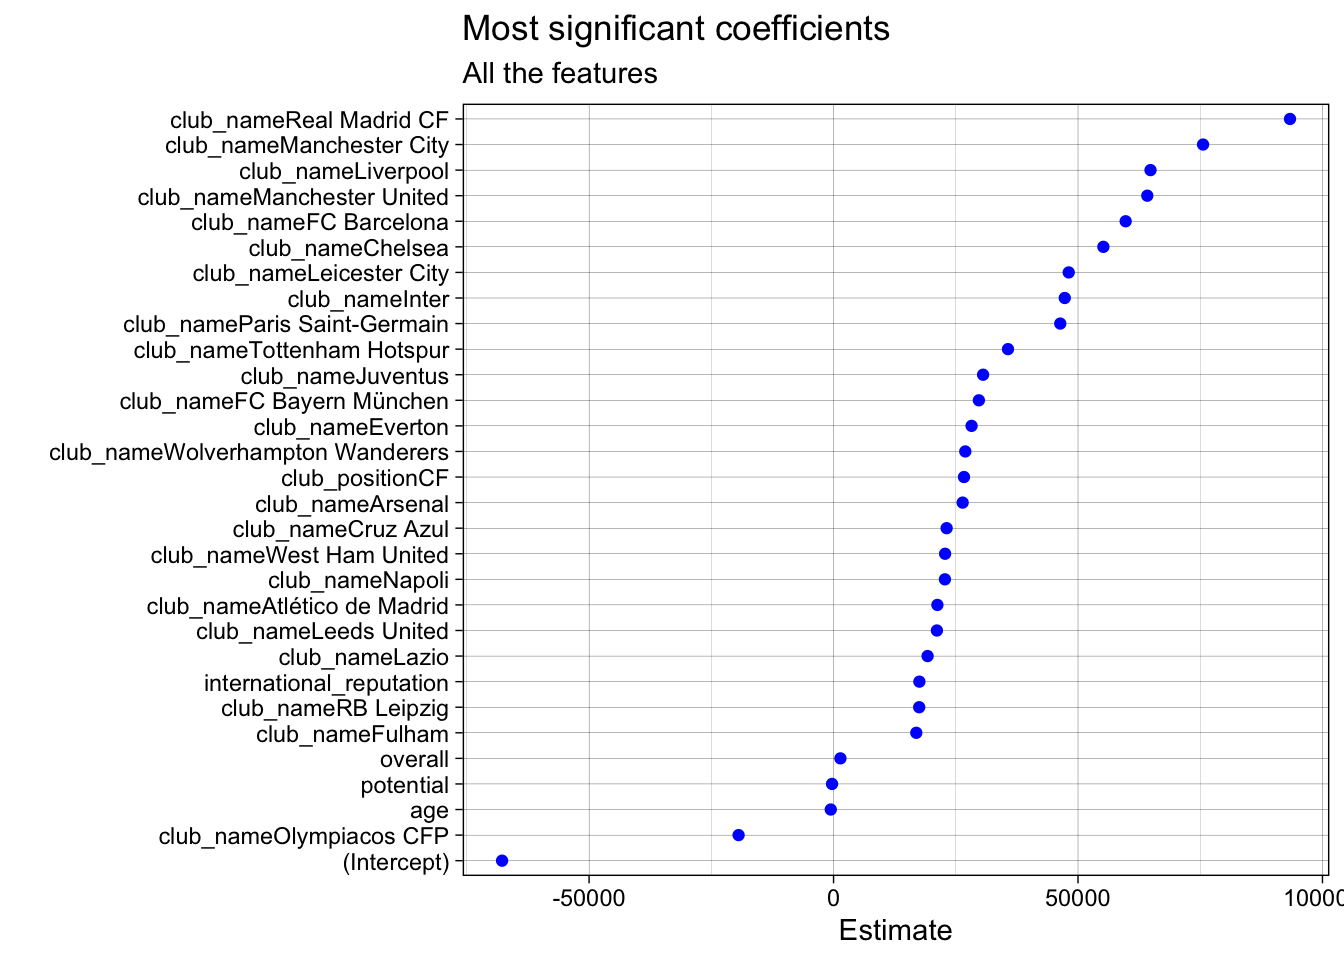 Most significant coefficients
All the features
club_nameReal Madrid CF
club_nameManchester City
club_nameLiverpool
club_nameManchester United
club_nameFC Barcelona
club_nameChelsea
club_nameLeicester City
club_nameInter
club_nameParis Saint-Germain
club_nameTottenham Hotspur
club_nameJuventus
club_nameFC Bayern München
club_nameEverton
club_nameWolverhampton Wanderers
club_positionCF
club_nameArsenal
club_nameCruz Azul
club_nameWest Ham United
club_nameNapoli
club_nameAtlético de Madrid
club_nameLeeds United
club_nameLazio
international_reputation
club_nameRB Leipzig
club_nameFulham
overall
potential
age
club_nameOlympiacos CFP
(Intercept)
-50000 0 50000 10000
Estimate